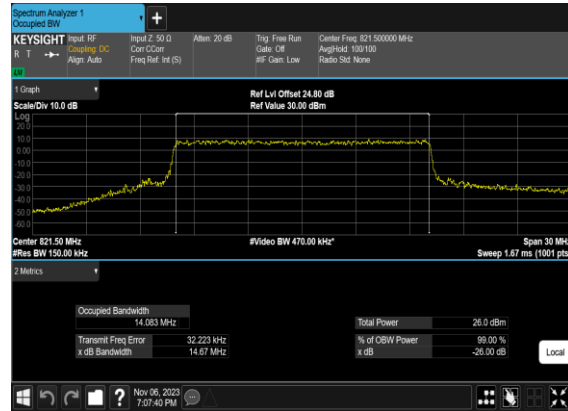 Spectrum Analyzer 1
Occupied BW
+
KEYSIGHT Input: RF Input Z: 50 Ω Atten: 20 dB Trig: Free Run Center Freq: 821.500000 MHz
R T Coupling: DC Corr CCorr Gate: Off Avg|Hold: 100/100
Align: Auto Freq Ref: Int (S) #IF Gain: Low Radio Std: None
LW
1 Graph Ref Lvl Offset 24.80 dB
Scale/Div 10.0 dB Ref Value 30.00 dBm
Log
20.0
10.0
0.00
-10.0
-20.0
-30.0
-40.0
-50.0
-60.0
Center 821.50 MHz #Video BW 470.00 kHz* Span 30 MHz
#Res BW 150.00 kHz Sweep 1.67 ms (1001 pts)
2 Metrics
Occupied Bandwidth
14.083 MHz Total Power 26.0 dBm
Transmit Freq Error 32.223 kHz % of OBW Power 99.00 %
x dB Bandwidth 14.67 MHz x dB -26.00 dB
Local
? Nov 06, 2023
7:07:40 PM